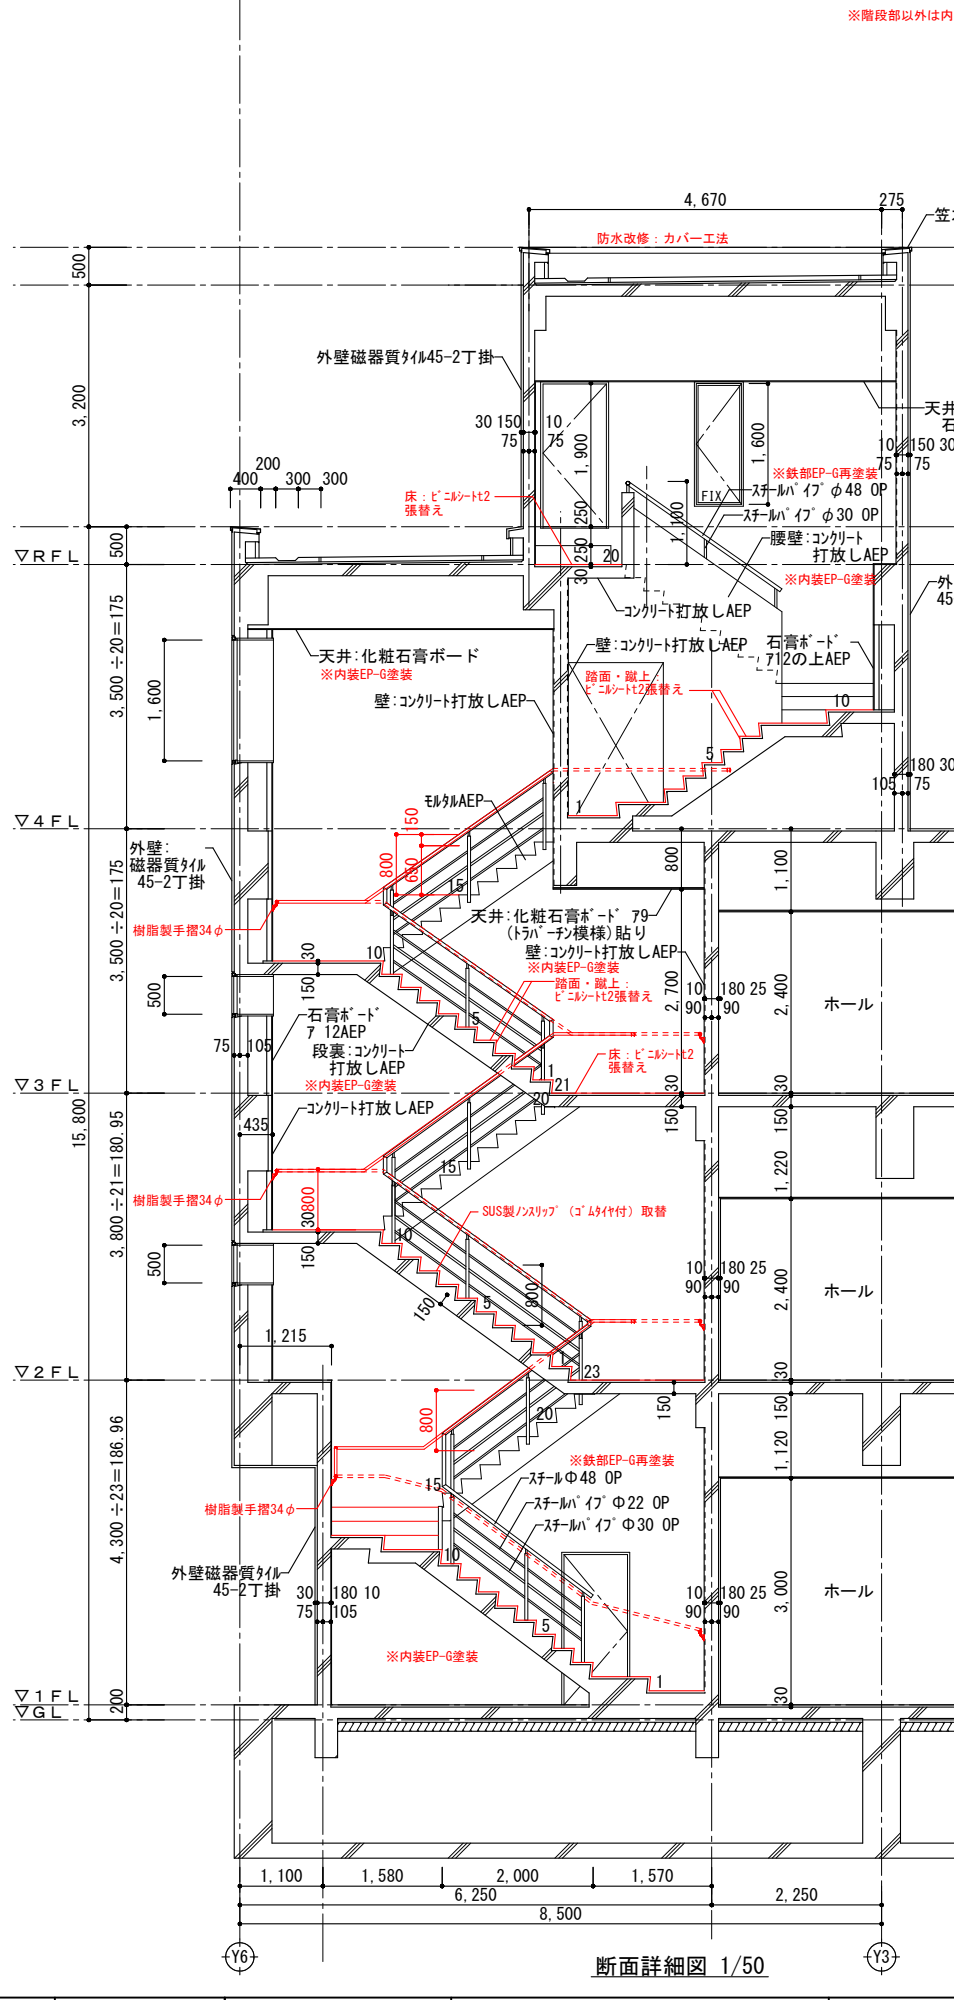 ※階段部以外は内
4,670
275
笠
防水改修：カバー工法
500
外壁磁器質ﾀｲﾙ45-2丁掛
3,200
天井
石
30 150
10
75
75
1,900
1,600
10
150 30
75
75
200
400
300
300
※鉄部EP-G再塗装
床：ﾋﾞﾆﾙｼｰﾄt2
張替え
FIX
ｽﾁｰﾙﾊﾟｲﾌﾟφ48 OP
ｽﾁｰﾙﾊﾟｲﾌﾟφ30 OP
250
1,100
腰壁:ｺﾝｸﾘｰﾄ
打放しAEP
▽RFL
500
250
20
30
※内装EP-G塗装
外
45
ｺﾝｸﾘｰﾄ打放しAEP
3,500÷20=175
天井:化粧石膏ボード
※内装EP-G塗装
壁:ｺﾝｸﾘｰﾄ打放しAEP
石膏ﾎﾞｰﾄﾞ
ｱ12の上AEP
1,600
踏面・蹴上：
ﾋﾞﾆﾙｼｰﾄt2張替え
壁:ｺﾝｸﾘｰﾄ打放しAEP
10
5
180 30
105
75
1
ﾓﾙﾀﾙAEP
▽4FL
150
外壁:
磁器質ﾀｲﾙ
45-2丁掛
800
650
800
1,100
15
樹脂製手摺34φ
天井:化粧石膏ﾎﾞｰﾄﾞ ｱ9
(ﾄﾗﾊﾞｰﾁﾝ模様)貼り
壁:ｺﾝｸﾘｰﾄ打放しAEP
3,500÷20=175
30
10
※内装EP-G塗装
踏面・蹴上：
ﾋﾞﾆﾙｼｰﾄt2張替え
150
500
2,700
10
180 25
90
90
2,400
ホール
石膏ﾎﾞｰﾄﾞ
ｱ 12AEP
5
75
105
段裏:ｺﾝｸﾘｰﾄ
打放しAEP
床：ﾋﾞﾆﾙｼｰﾄt2
張替え
※内装EP-G塗装
1
21
▽3FL
30
30
15,800
ｺﾝｸﾘｰﾄ打放しAEP
20
150
150
435
15
1,220
樹脂製手摺34φ
3,800÷21=180.95
800
30
SUS製ﾉﾝｽﾘｯﾌﾟ（ｺﾞﾑﾀｲﾔ付）取替
10
150
500
10
180 25
90
90
2,400
ホール
800
150
5
1,215
1
23
▽2FL
30
150
150
800
20
1,120
4,300÷23=186.96
※鉄部EP-G再塗装
ｽﾁｰﾙΦ48 OP
15
ｽﾁｰﾙﾊﾟｲﾌﾟΦ22 OP
樹脂製手摺34φ
ｽﾁｰﾙﾊﾟｲﾌﾟΦ30 OP
10
外壁磁器質ﾀｲﾙ
45-2丁掛
30
180 10
75
105
10
180 25
90
90
3,000
ホール
5
※内装EP-G塗装
1
▽1FL
▽GL
200
30
1,100
1,580
2,000
1,570
6,250
2,250
8,500
Y6
Y3
断面詳細図 1/50